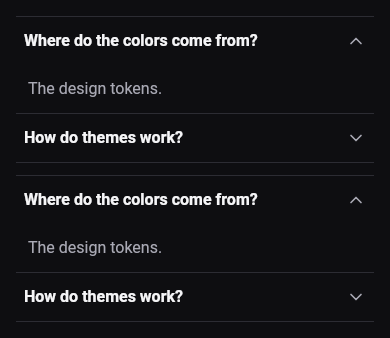 Where do the colors come from?
The design tokens.
How do themes work?
Where do the colors come from?
The design tokens.
How do themes work?